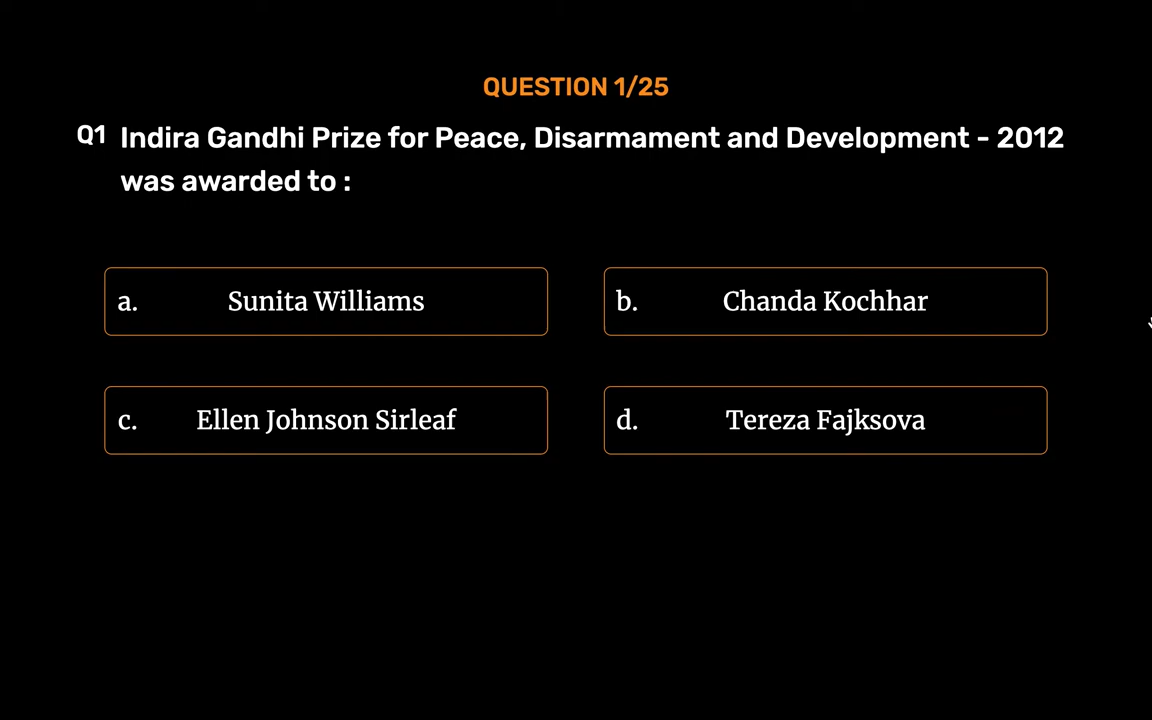 QUESTION 1/25
Q1 Indira Gandhi Prize for Peace, Disarmament and Development - 2012
was awarded to :
a. Sunita Williams
b. Chanda Kochhar
c. Ellen Johnson Sirleaf
d. Tereza Fajksova